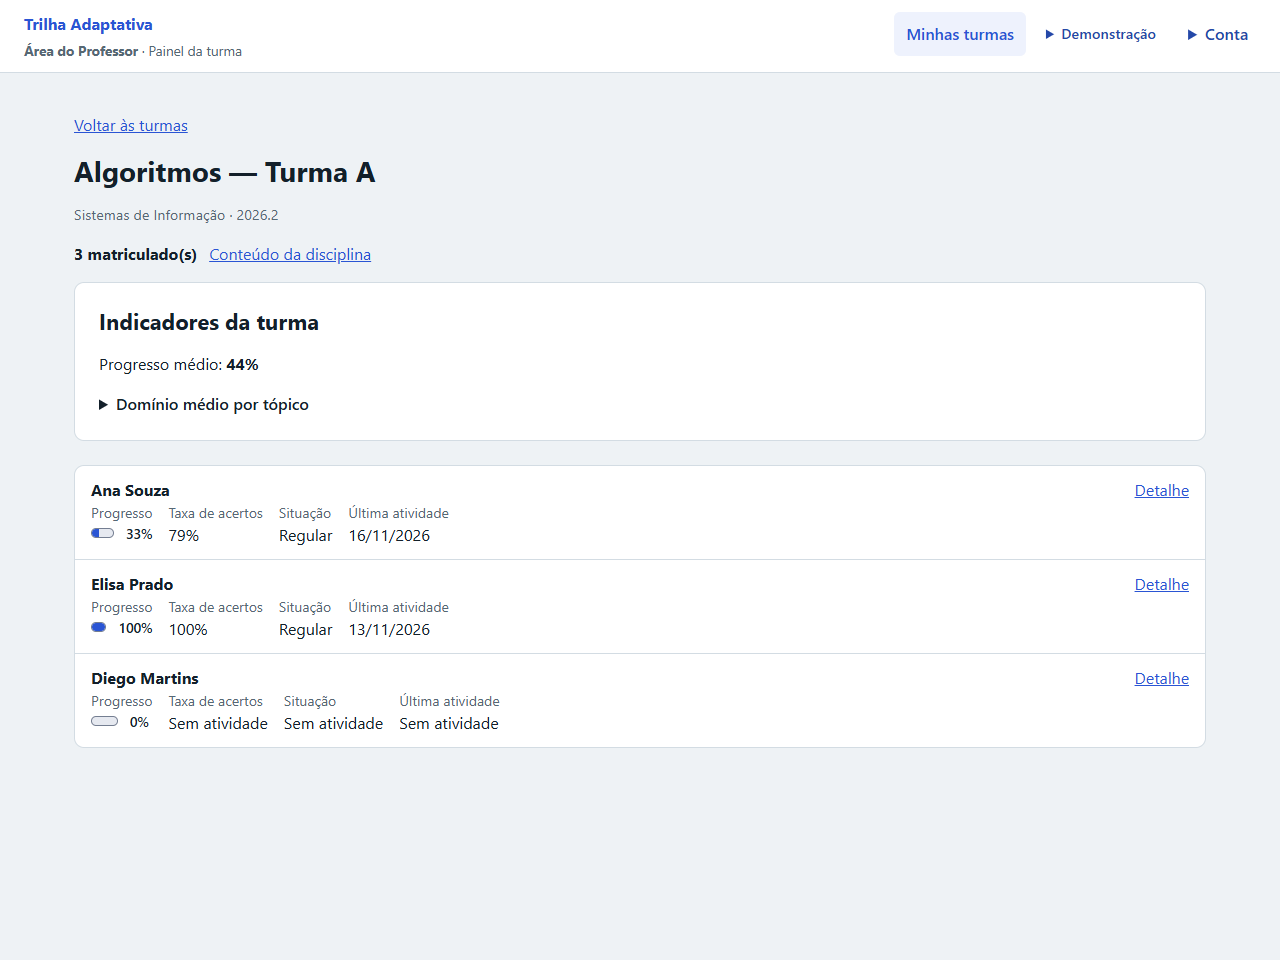 Trilha Adaptativa
Área do Professor · Painel da turma
Minhas turmas
Demonstração
Conta
Voltar às turmas
Algoritmos — Turma A
Sistemas de Informação · 2026.2
3 matriculado(s) Conteúdo da disciplina
Indicadores da turma
Progresso médio: 44%
Domínio médio por tópico
Ana Souza
Detalhe
Progresso Taxa de acertos Situação Última atividade
33% 79% Regular 16/11/2026
Elisa Prado
Detalhe
Progresso Taxa de acertos Situação Última atividade
100% 100% Regular 13/11/2026
Diego Martins
Detalhe
Progresso Taxa de acertos Situação Última atividade
0% Sem atividade Sem atividade Sem atividade